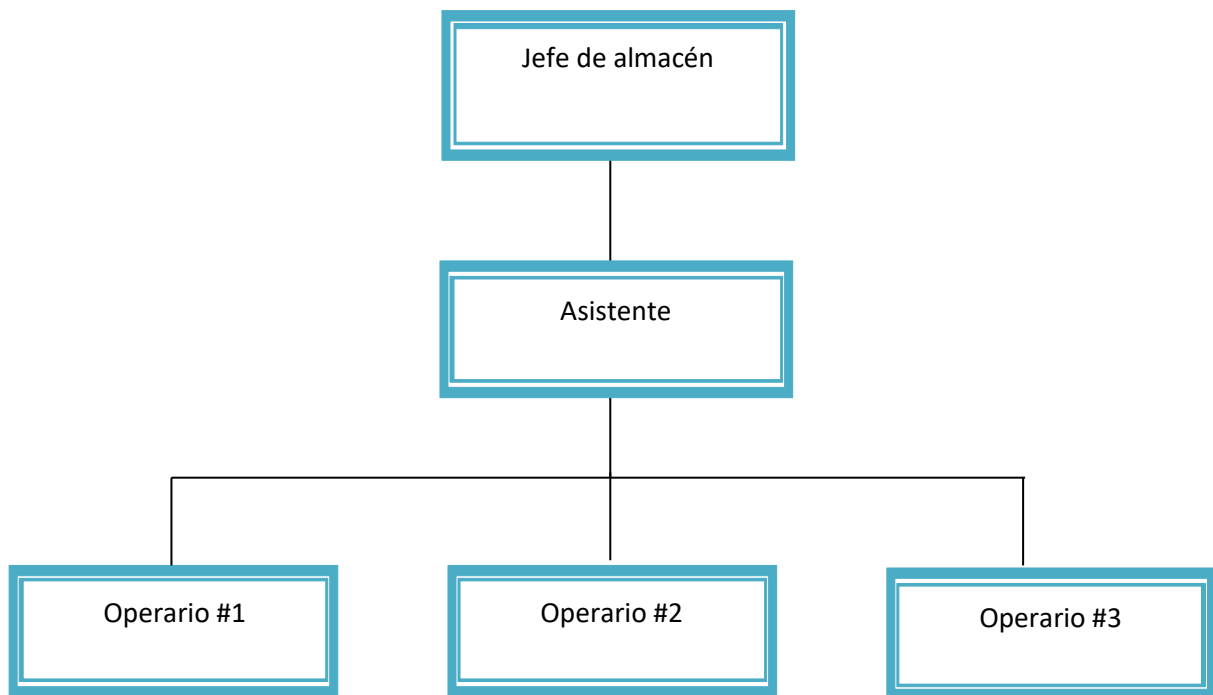 Jefe de almacén
Asistente
Operario #1
Operario #2
Operario #3